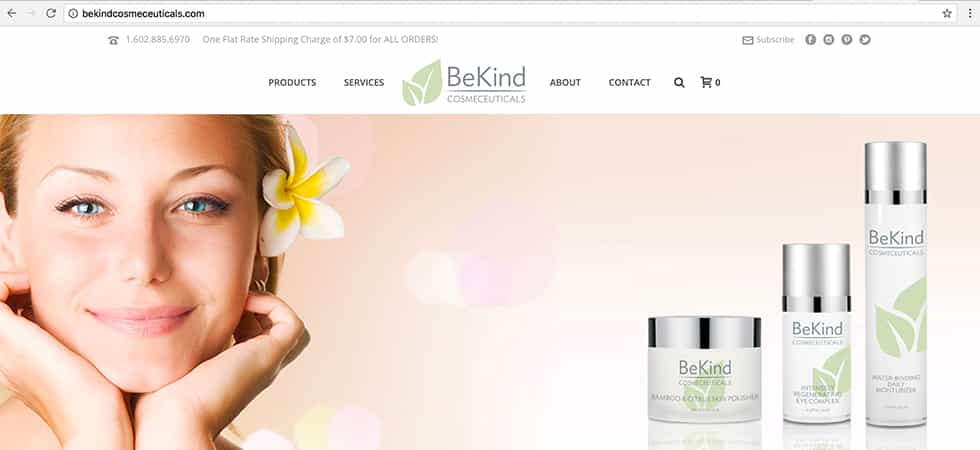 bekindcosmeceuticals.com
1.602.885.6970 One Flat Rate Shipping Charge of $7.00 for ALL ORDERS!
Subscribe
PRODUCTS SERVICES BeKind COSMECEUTICALS ABOUT CONTACT 0
BeKind
COSMECEUTICALS
BAMBOO & CITRUS SKIN POLISHER
BeKind
COSMECEUTICALS
INTENSITY
REGENERATING
EYE COMPLEX
BeKind
COSMECEUTICALS
WATER-BINDING
DAILY
MOISTURIZER